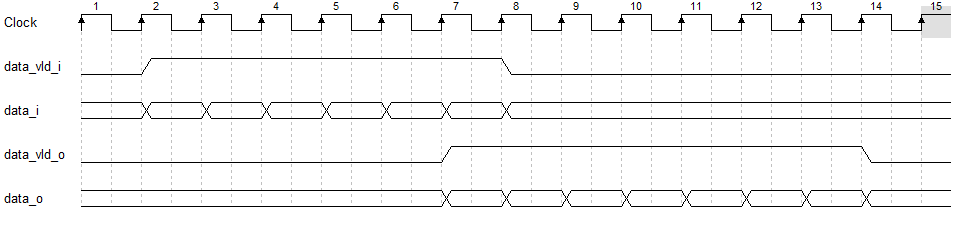 1 2 3 4 5 6 7 8 9 10 11 12 13 14 15
Clock
data_vld_i
data_i
data_vld_o
data_o